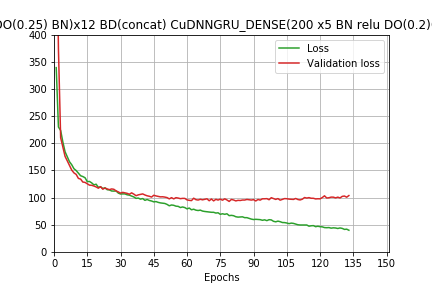 DO(0.25) BN)x12 BD(concat) CuDNNGRU_DENSE(200 x5 BN relu DO(0.2)
400
350
300
250
200
150
100
50
0
Loss
Validation loss
0 15 30 45 60 75 90 105 120 135 150
Epochs